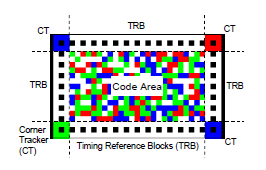 TRB
CT
CT
TRB
Code Area
TRB
Corner
Tracker
(CT)
Timing Reference Blocks (TRB)
CT